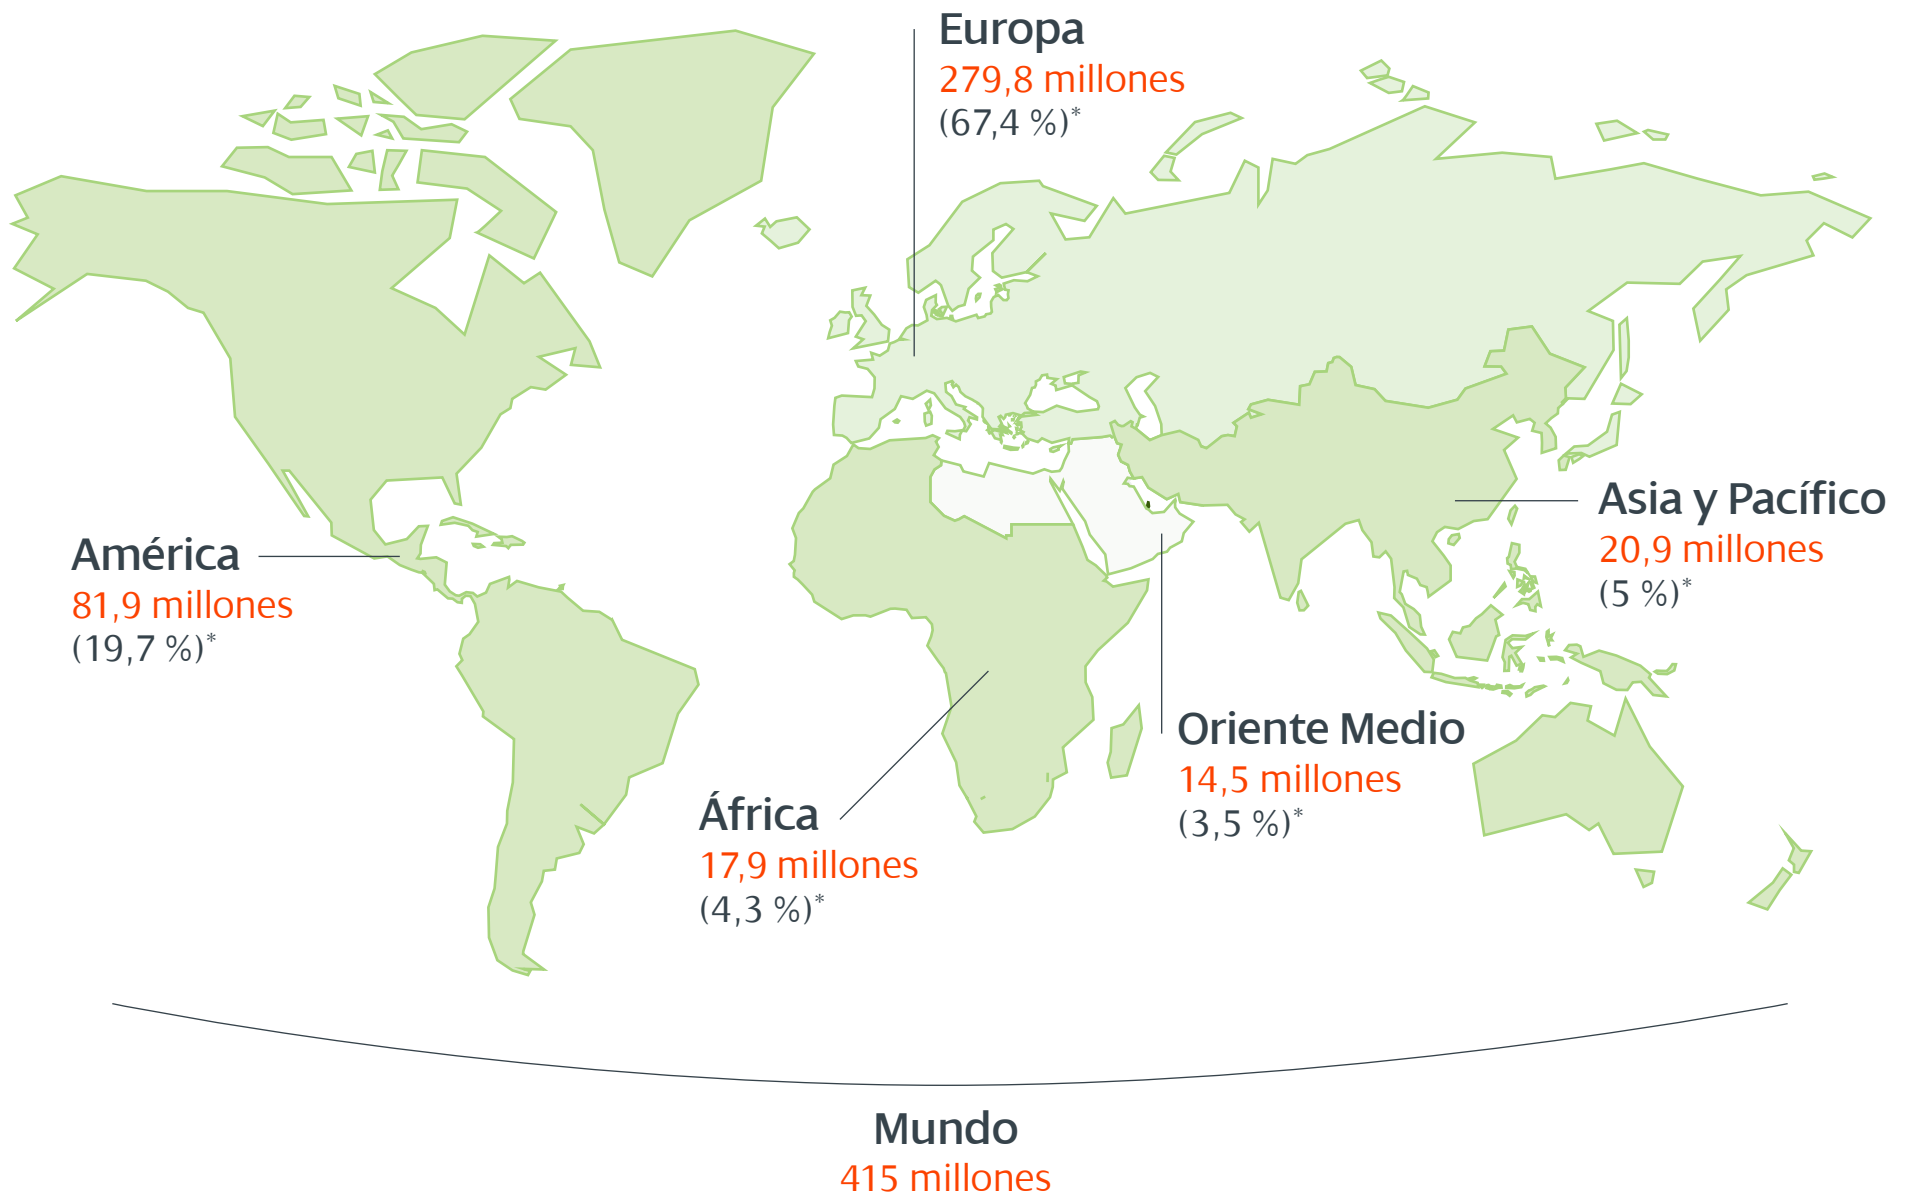 Europa
279,8 millones
(67,4 %)*
Asia y Pacífico
20,9 millones
(5 %)*
América
81,9 millones
(19,7 %)*
Oriente Medio
14,5 millones
(3,5 %)*
África
17,9 millones
(4,3 %)*
Mundo
415 millones